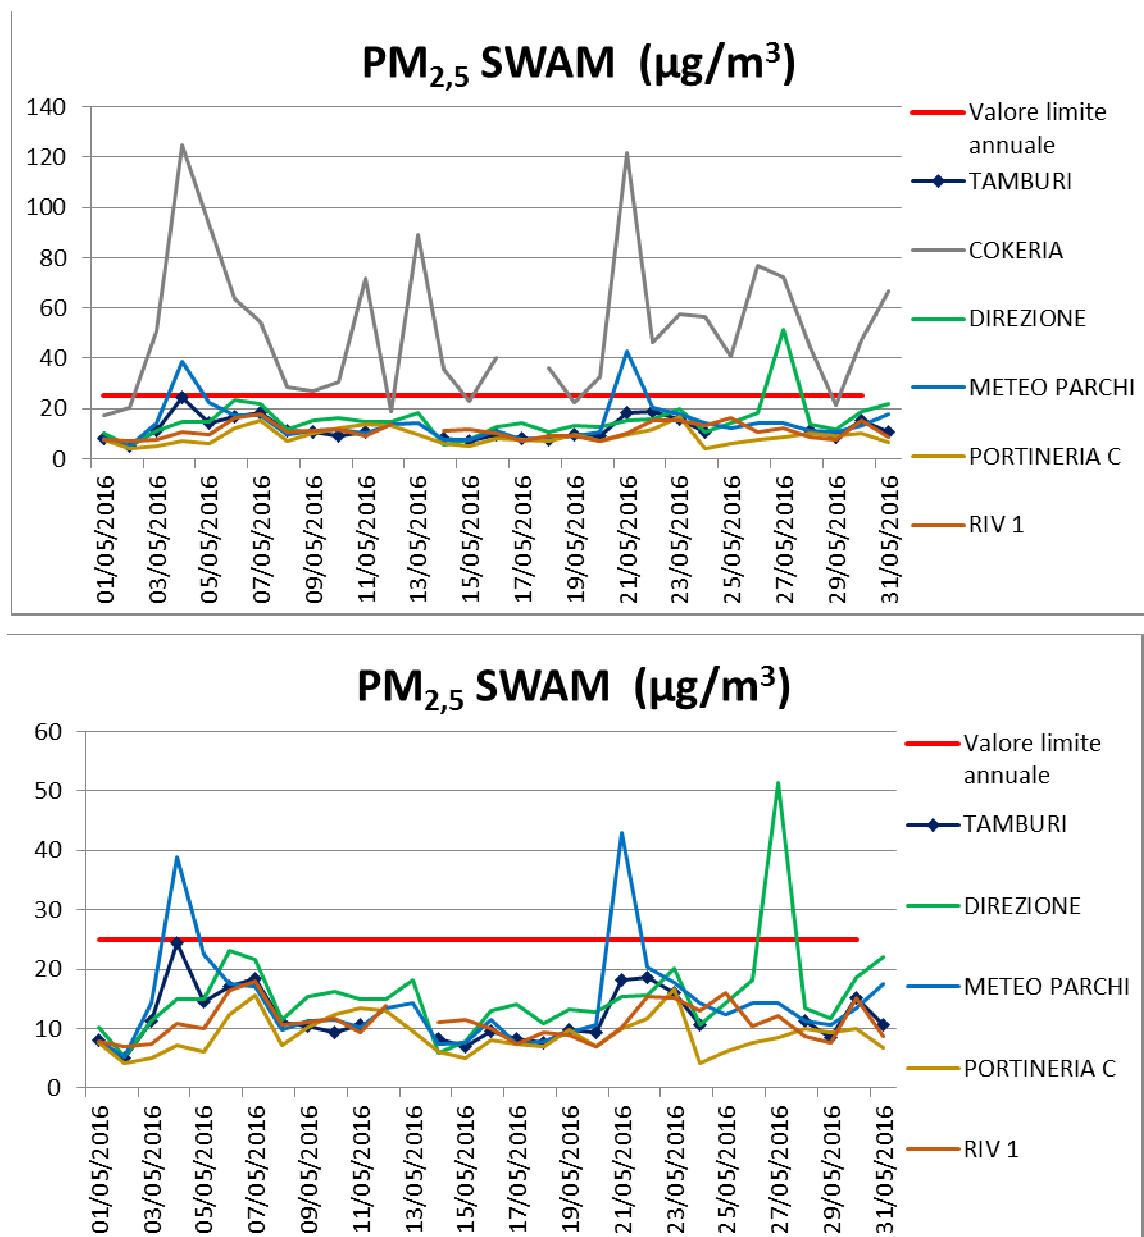 PM2,5 SWAM (µg/m³)
140
120
100
80
60
40
20
0
01/05/2016
03/05/2016
05/05/2016
07/05/2016
09/05/2016
11/05/2016
13/05/2016
15/05/2016
17/05/2016
19/05/2016
21/05/2016
23/05/2016
25/05/2016
27/05/2016
29/05/2016
31/05/2016
Valore limite
annuale
TAMBURI
COKERIA
DIREZIONE
METEO PARCHI
PORTINERIA C
RIV 1
PM2,5 SWAM (µg/m³)
60
50
40
30
20
10
0
01/05/2016
03/05/2016
05/05/2016
07/05/2016
09/05/2016
11/05/2016
13/05/2016
15/05/2016
17/05/2016
19/05/2016
21/05/2016
23/05/2016
25/05/2016
27/05/2016
29/05/2016
31/05/2016
Valore limite
annuale
TAMBURI
DIREZIONE
METEO PARCHI
PORTINERIA C
RIV 1